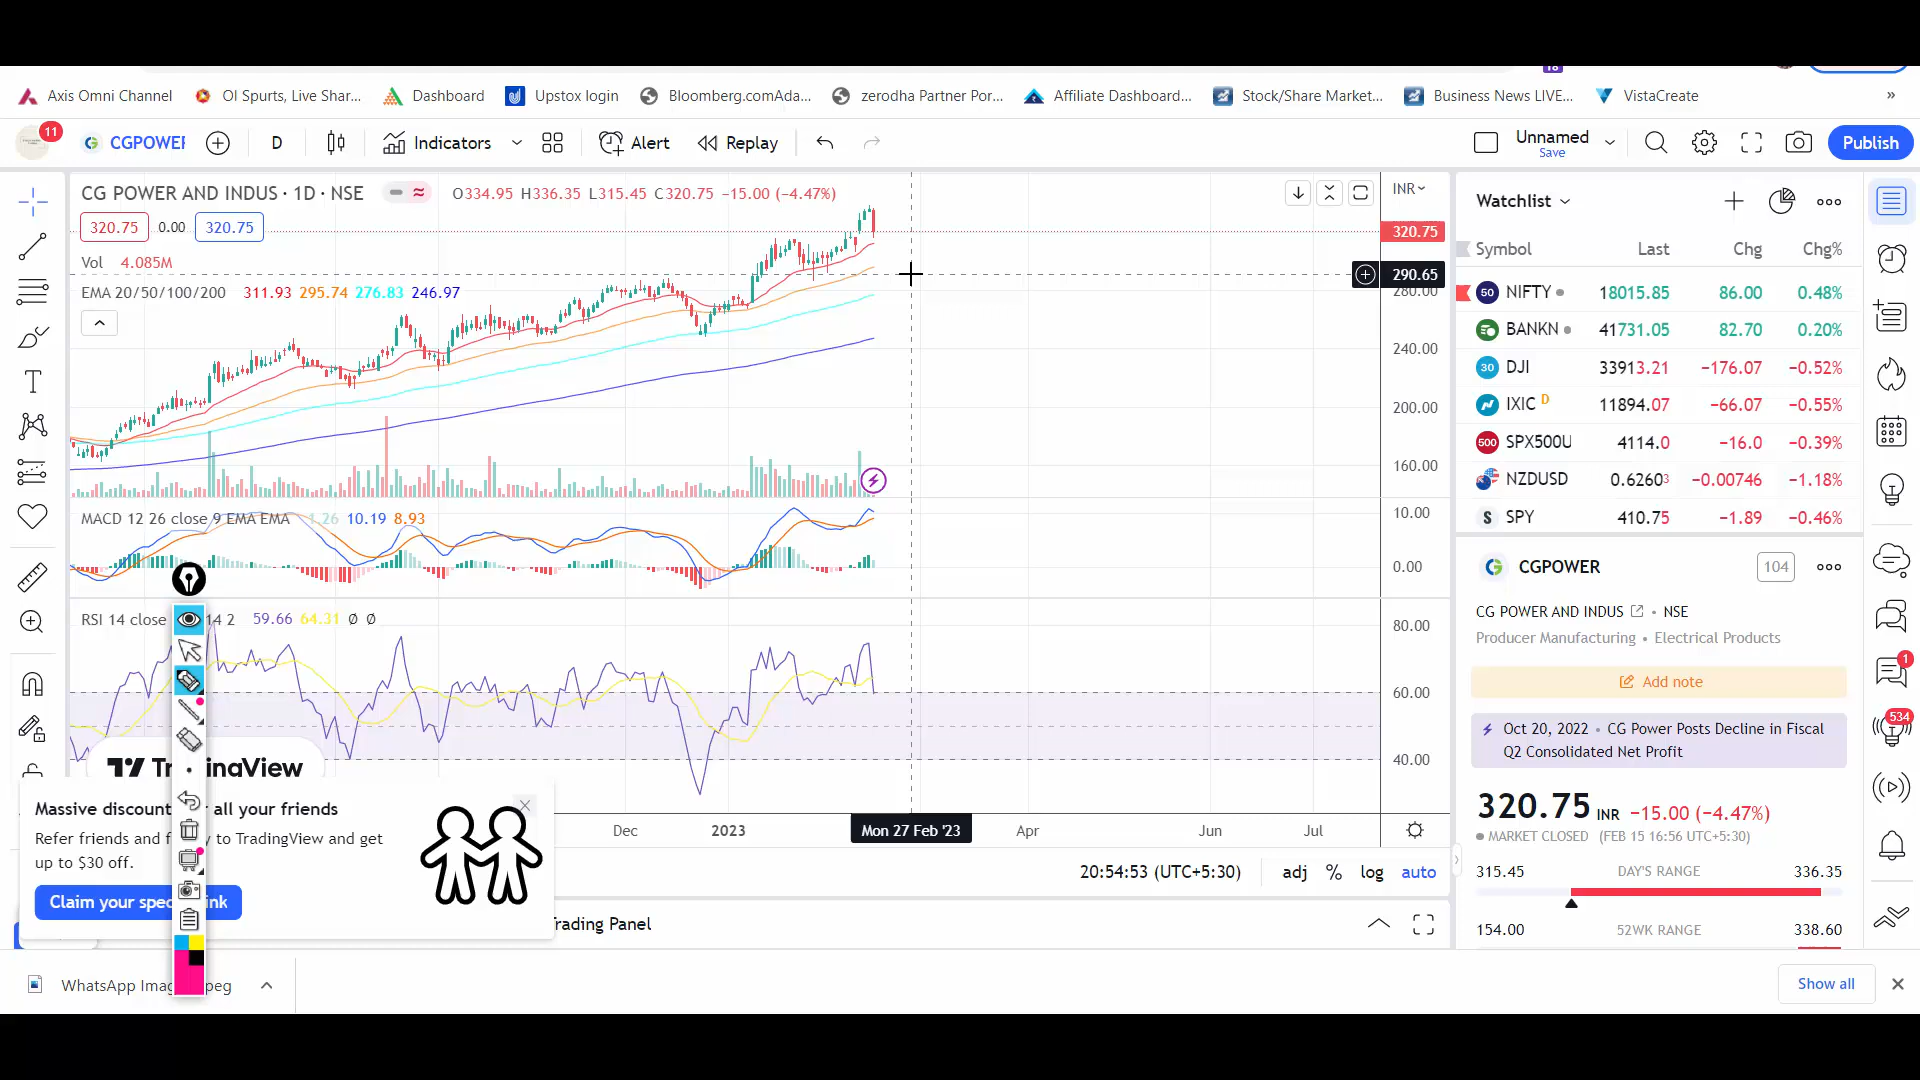 Axis Omni Channel
OI Spurts, Live Shar...
Dashboard
Upstox login
Bloomberg.comAda...
zerodha Partner Por...
Affiliate Dashboard...
Stock/Share Market...
Business News LIVE...
VistaCreate
»
11
CGPOWER
D
Indicators
Alert
Replay
Unnamed
Save
Publish
CG POWER AND INDUS · 1D · NSE
O334.95 H336.35 L315.45 C320.75 −15.00 (−4.47%)
INR
320.75 0.00 320.75
320.75
Vol 4.085M
290.65
EMA 20/50/100/200 311.93 295.74 276.83 246.97
280.00
240.00
200.00
160.00
MACD 12 26 close 9 EMA EMA 1.26 10.19 8.93
10.00
0.00
RSI 14 close 14 2 59.66 64.31 Ø Ø
80.00
60.00
40.00
Massive discount all your friends
Refer friends and to TradingView and get
up to $30 off.
Claim your
Dec
2023
Mon 27 Feb '23
Apr
Jun
Jul
20:54:53 (UTC+5:30)
adj
%
log
auto
Trading Panel
WhatsApp
Show all
Watchlist
Symbol Last Chg Chg%
50 NIFTY 18015.85 86.00 0.48%
BANKN 41731.05 82.70 0.20%
30 DJI 33913.21 −176.07 −0.52%
IXIC D 11894.07 −66.07 −0.55%
500 SPX500U 4114.0 −16.0 −0.39%
NZDUSD 0.62603 −0.00746 −1.18%
S SPY 410.75 −1.89 −0.46%
CGPOWER
104
CG POWER AND INDUS • NSE
Producer Manufacturing • Electrical Products
Add note
Oct 20, 2022 • CG Power Posts Decline in Fiscal
Q2 Consolidated Net Profit
320.75 INR −15.00 (−4.47%)
MARKET CLOSED (FEB 15 16:56 UTC+5:30)
315.45 DAY'S RANGE 336.35
154.00 52WK RANGE 338.60
1
534